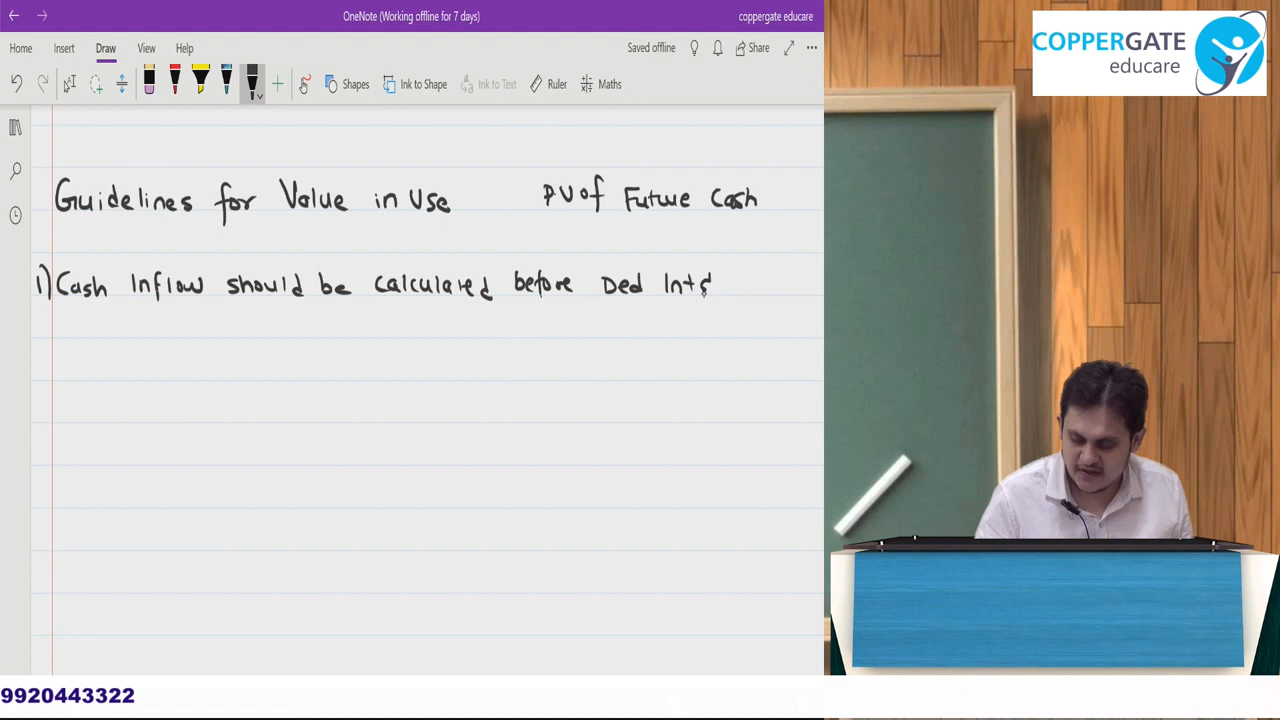 OneNote (Working offline for 7 days)
coppergate educare
Home Insert Draw View Help
Saved offline Share
Shapes Ink to Shape Ink to Text Ruler Maths
COPPERGATE
educare
Guidelines for Value in Use PV of Future Cash
1) Cash Inflow should be calculated before Ded Int &
9920443322